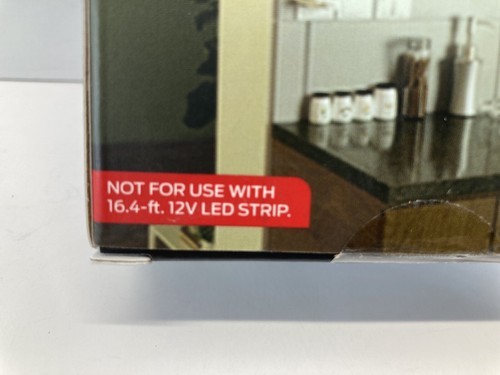 NOT FOR USE WITH
16.4-ft. 12V LED STRIP.